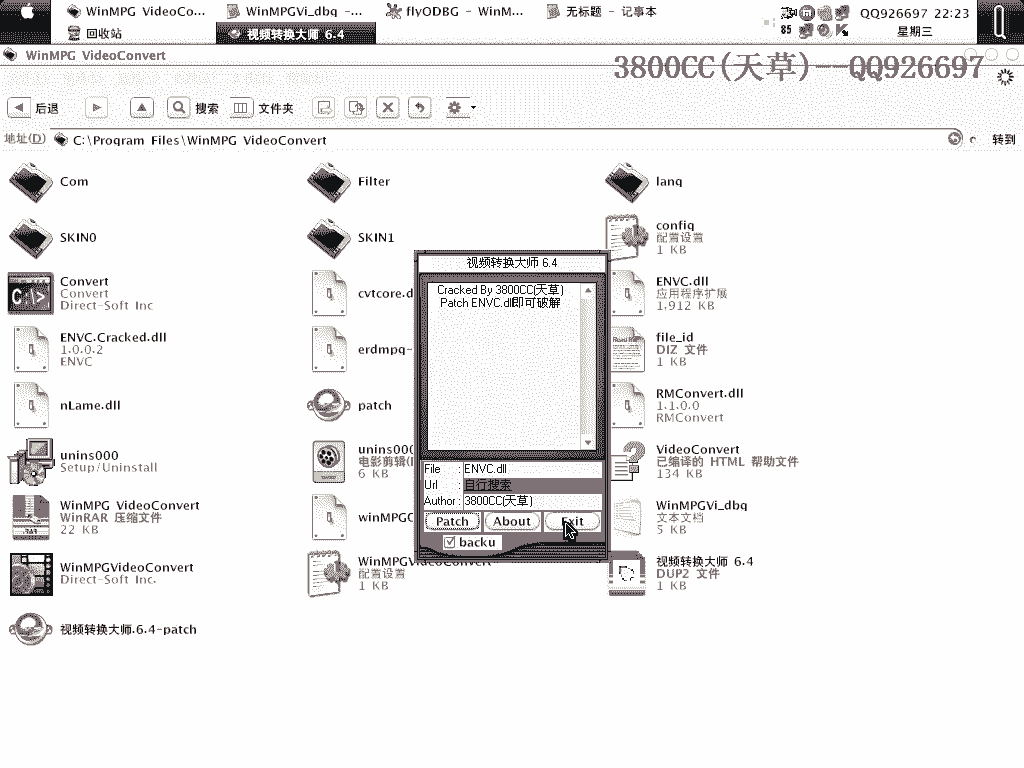 WinMPG VideoCo...
WinMPGVi_dbq -...
flyODBG - WinM...
无标题 - 记事本
QQ926697 22:23
85
星期三
回收站
视频转换大师 6.4
WinMPG VideoConvert
3800CC(天草)--QQ926697
后退
搜索
文件夹
地址(D)
C:\Program Files\WinMPG VideoConvert
转到
Com
Filter
lanq
SKIN0
SKIN1
confiq
配置设置
1 KB
Convert
Convert
Direct-Soft Inc
cvtcore.d
ENVC.dll
应用程序扩展
1,912 KB
ENVC.Cracked.dll
1.0.0.2
ENVC
erdmpq-
file_id
DIZ 文件
1 KB
nLame.dll
patch
RMConvert.dll
1.1.0.0
RMConvert
unins000
Setup/Uninstall
unins000
电影剪辑(
6 KB
VideoConvert
已编译的 HTML 帮助文件
134 KB
WinMPG VideoConvert
WinRAR 压缩文件
22 KB
winMPG
WinMPGVi_dbq
文本文档
5 KB
WinMPGVideoConvert
Direct-Soft Inc.
WinMPGVideoConvert
配置设置
1 KB
视频转换大师 6.4
DUP2 文件
1 KB
视频转换大师.6.4-patch
视频转换大师 6.4
Cracked By 3800CC(天草)
Patch ENVC.dll即可破解
File : ENVC.dll
Url : 自行搜索
Author : 3800CC(天草)
Patch
About
Exit
backu